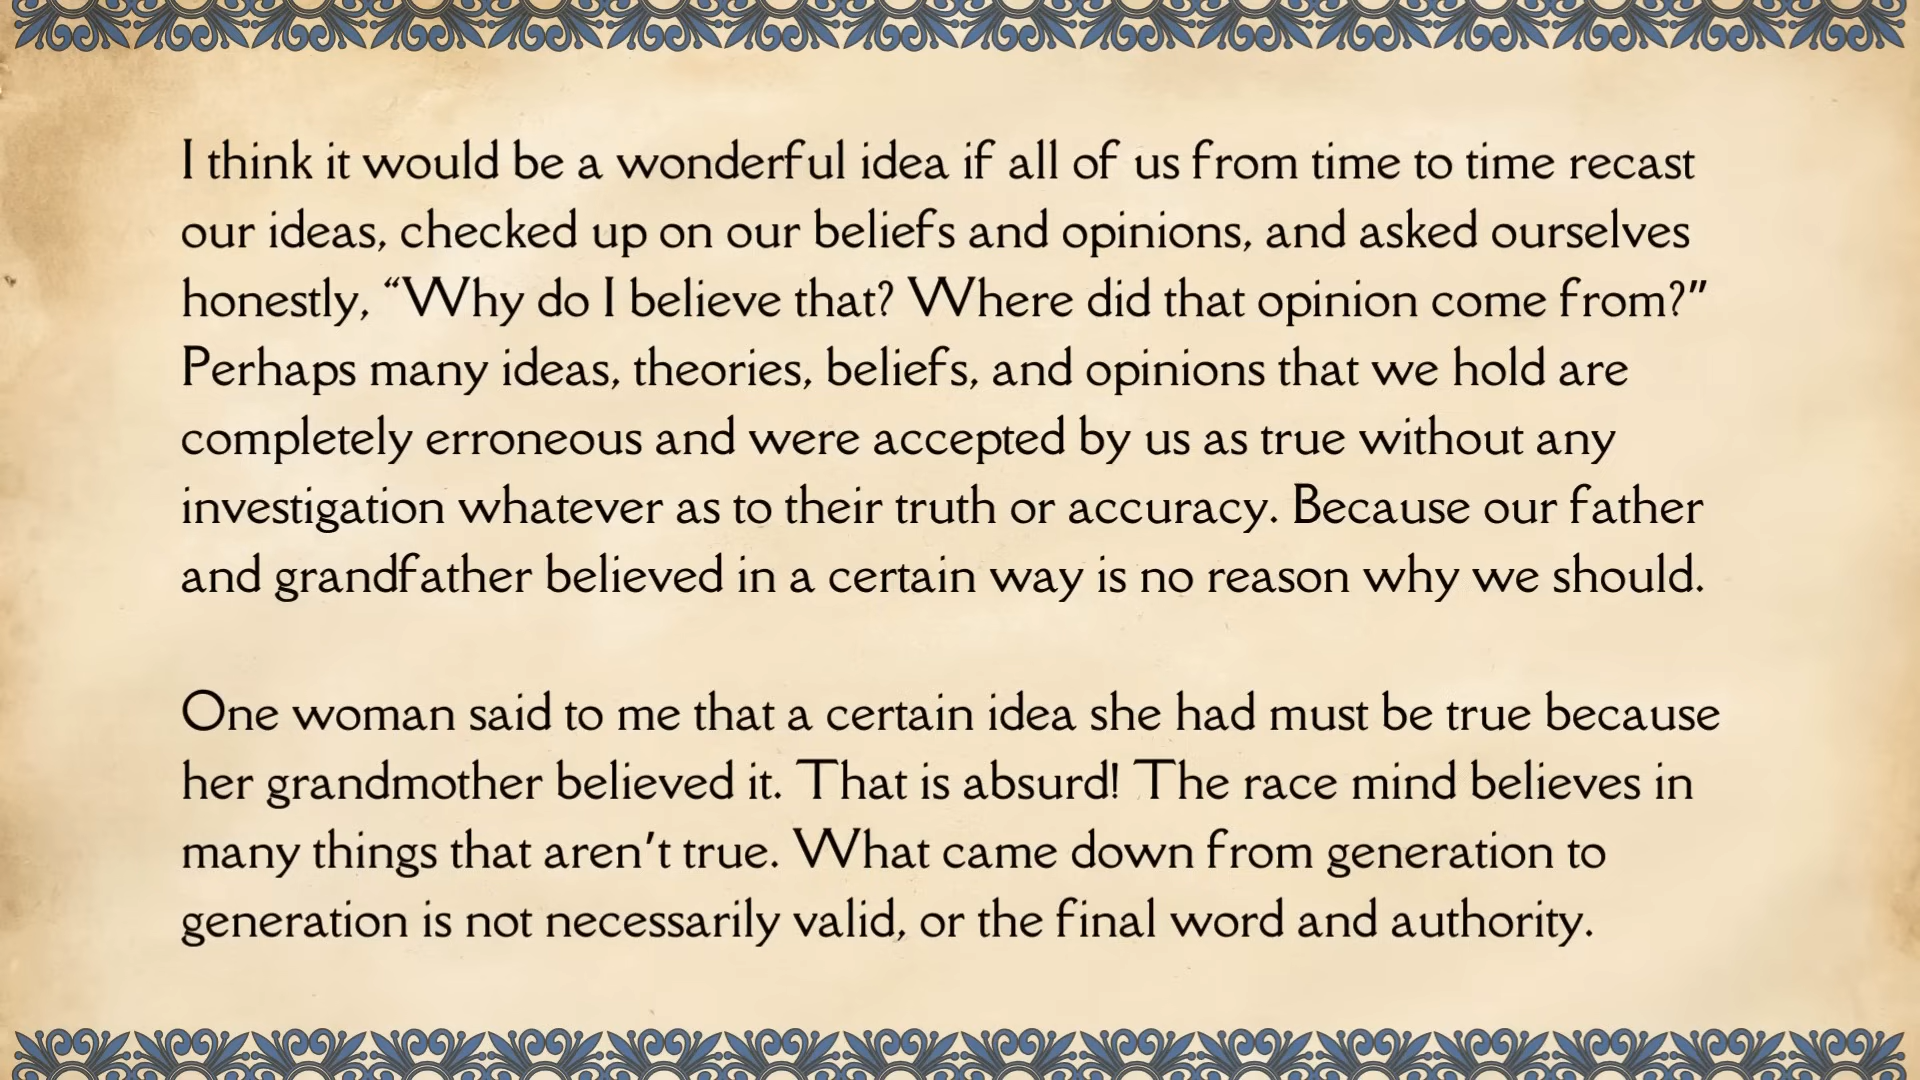 I think it would be a wonderful idea if all of us from time to time recast
our ideas, checked up on our beliefs and opinions, and asked ourselves
honestly, “Why do I believe that? Where did that opinion come from?”
Perhaps many ideas, theories, beliefs, and opinions that we hold are
completely erroneous and were accepted by us as true without any
investigation whatever as to their truth or accuracy. Because our father
and grandfather believed in a certain way is no reason why we should.
One woman said to me that a certain idea she had must be true because
her grandmother believed it. That is absurd! The race mind believes in
many things that aren't true. What came down from generation to
generation is not necessarily valid, or the final word and authority.